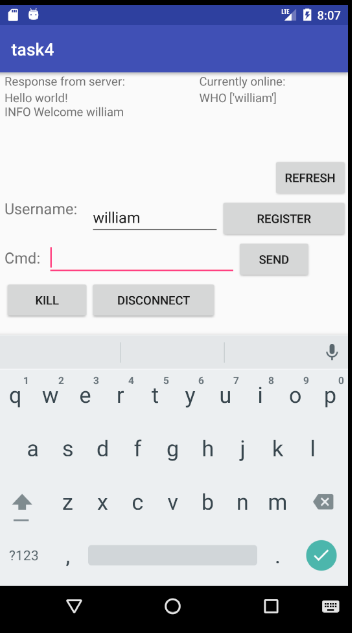 LTE 8:07
task4
Response from server:
Currently online:
Hello world!
WHO ['william']
INFO Welcome william
REFRESH
Username: william REGISTER
Cmd: SEND
KILL DISCONNECT
1 2 3 4 5 6 7 8 9 0
q w e r t y u i o p
a s d f g h j k l
z x c v b n m
?123 , .